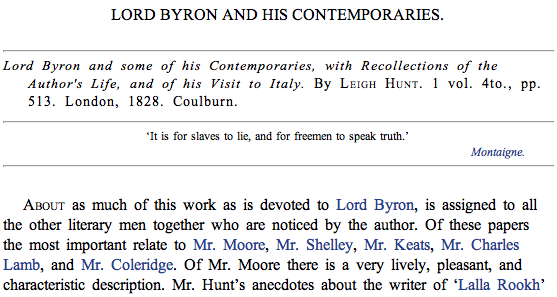 LORD BYRON AND HIS CONTEMPORARIES.
Lord Byron and some of his Contemporaries, with Recollections of the
Author's Life, and of his Visit to Italy. By LEIGH HUNT. 1 vol. 4to., pp.
513. London, 1828. Coulburn.
‘It is for slaves to lie, and for freemen to speak truth.’
Montaigne.
ABOUT as much of this work as is devoted to Lord Byron, is assigned to all
the other literary men together who are noticed by the author. Of these papers
the most important relate to Mr. Moore, Mr. Shelley, Mr. Keats, Mr. Charles
Lamb, and Mr. Coleridge. Of Mr. Moore there is a very lively, pleasant, and
characteristic description. Mr. Hunt’s anecdotes about the writer of ‘Lalla Rookh’